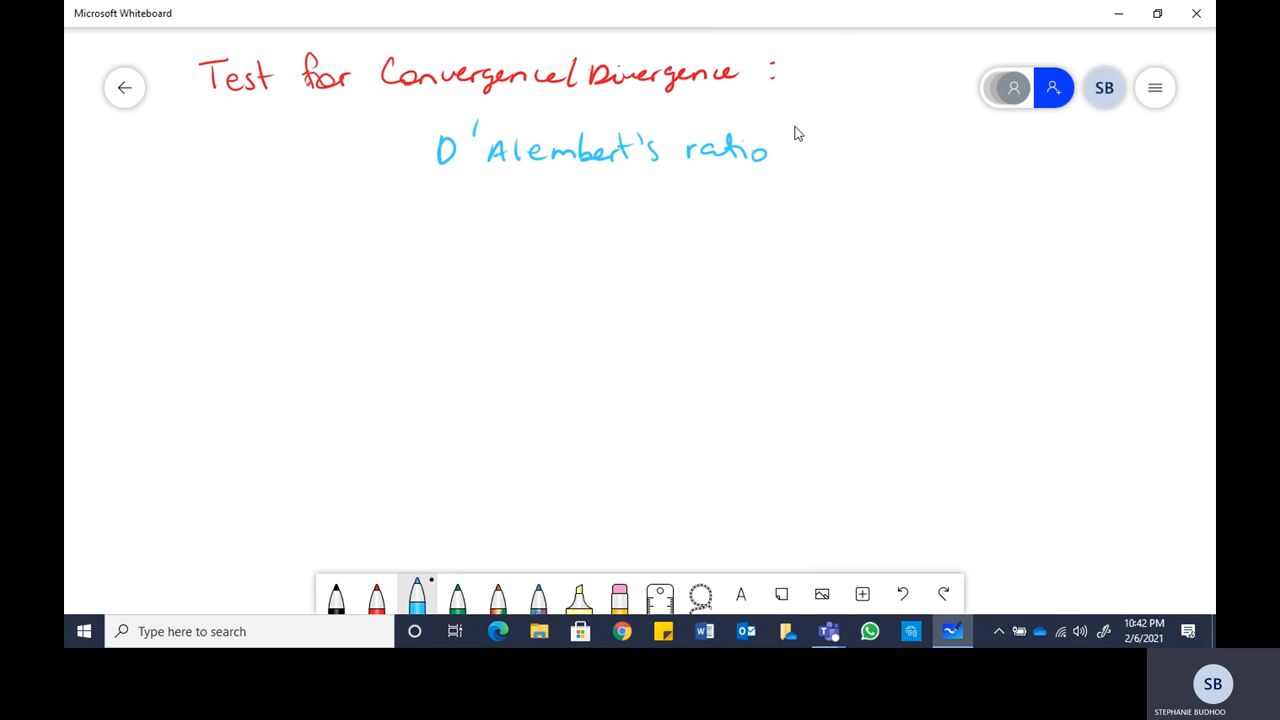 Microsoft Whiteboard
Test for Convergence/Divergence :
SB
D'Alembert's ratio
A
Type here to search
10:42 PM
2/6/2021
SB
STEPHANIE BUDHOO